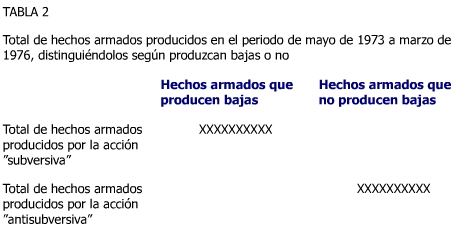 TABLA 2
Total de hechos armados producidos en el periodo de mayo de 1973 a marzo de
1976, distinguiéndolos según produzcan bajas o no
Hechos armados que Hechos armados que
producen bajas no producen bajas
Total de hechos armados XXXXXXXXXX
producidos por la acción
”subversiva”
Total de hechos armados XXXXXXXXXX
producidos por la acción
”antisubversiva”